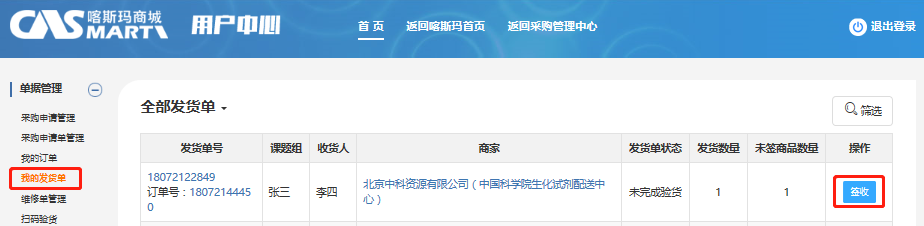 CAS MART 喀斯玛商城 用户中心 首 页 返回喀斯玛首页 返回采购管理中心 退出登录
单据管理
采购申请管理
采购申请单管理
我的订单
我的发货单
维修单管理
扫码验货
全部发货单
筛选
发货单号 课题组 收货人 商家 发货单状态 发货数量 未签商品数量 操作
18072122849
订单号：1807214445
0
张三 李四
北京中科资源有限公司（中国科学院生化试剂配送中
心）
未完成验货 1 1 签收